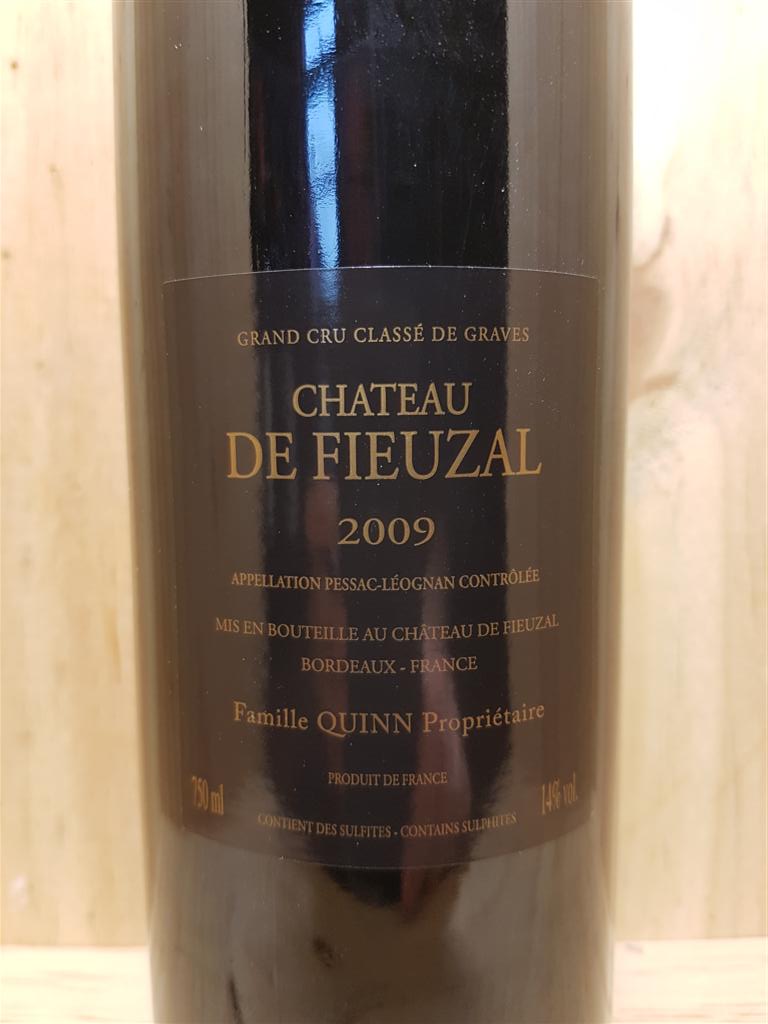 GRAND CRU CLASSÉ DE GRAVES
CHATEAU
DE FIEUZAL
2009
APPELLATION PESSAC-LÉOGNAN CONTRÔLÉE
MIS EN BOUTEILLE AU CHÂTEAU DE FIEUZAL
BORDEAUX - FRANCE
Famille QUINN Propriétaire
PRODUIT DE FRANCE
750 ml 14% vol.
CONTIENT DES SULFITES - CONTAINS SULPHITES